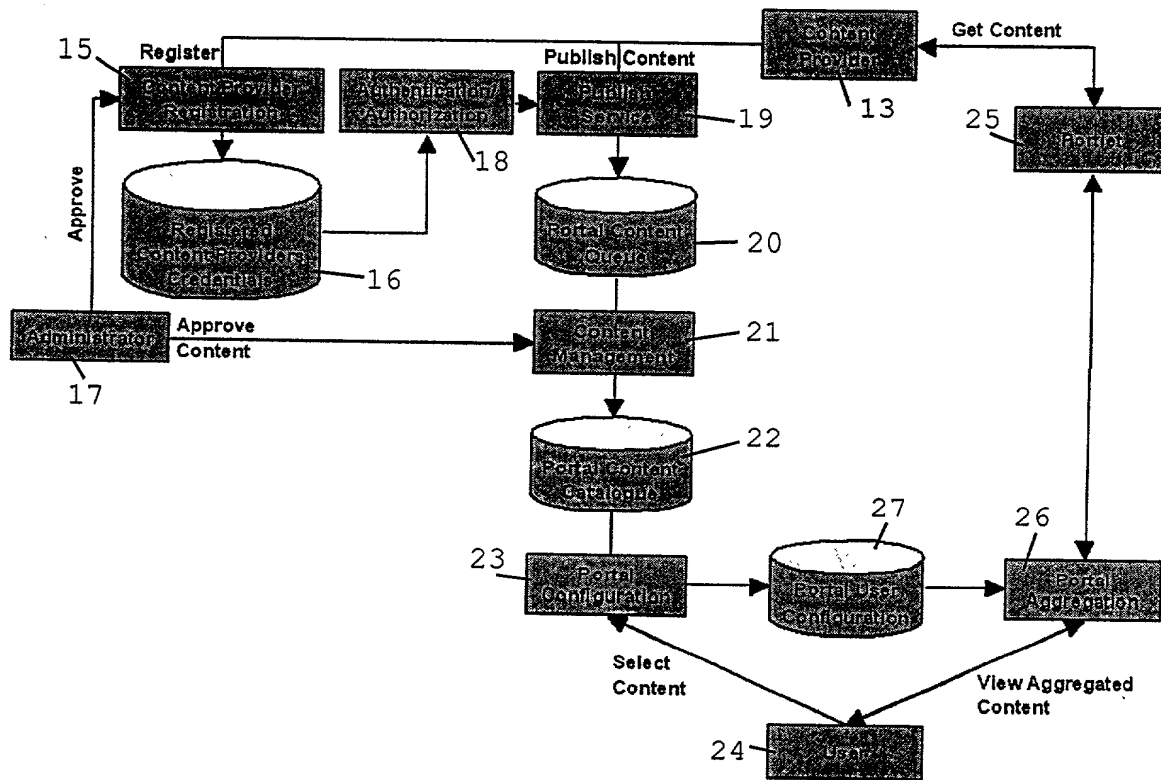 Content
Provider
Get Content
15
Register
Publish Content
Content Provider
Registration
Authentication/
Authorization
Publish
Service
19
13
25
Portlet
18
Approve
Registered
Content Providers
Credentials
16
Portal Content
Queue
20
Administrator
17
Approve
Content
Content
Management
21
Portal Content
Catalogue
22
23
Portal
Configuration
27
Portal User
Configuration
26
Portal
Aggregation
Select
Content
View Aggregated
Content
24
User